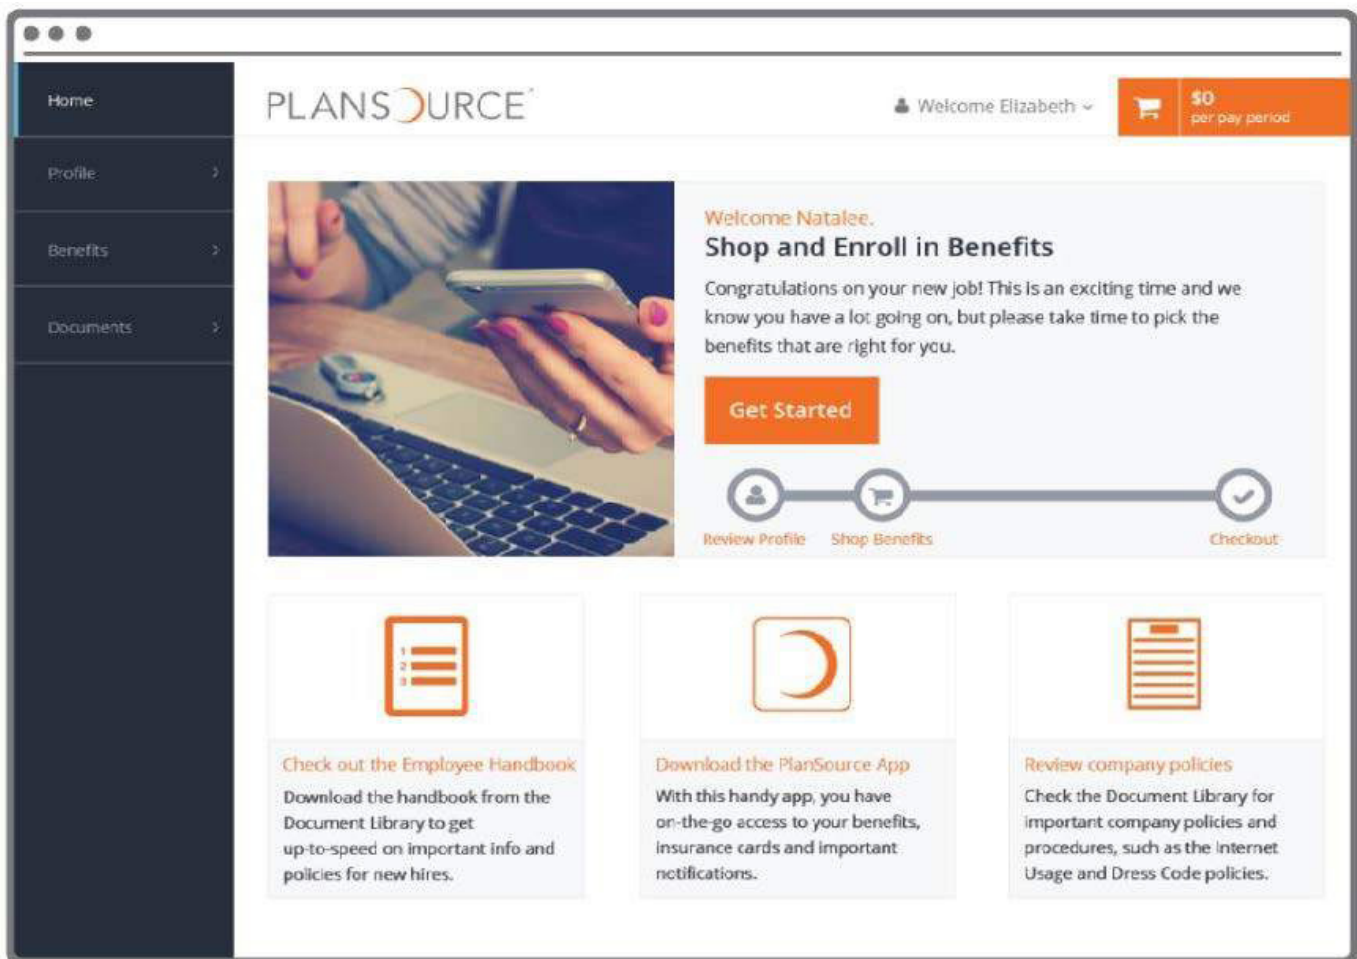 Home
Profile
Benefits
Documents
PLANSOURCE
Welcome Elizabeth
$0
per pay period
Welcome Natalee.
Shop and Enroll in Benefits
Congratulations on your new job! This is an exciting time and we
know you have a lot going on, but please take time to pick the
benefits that are right for you.
Get Started
Review Profile
Shop Benefits
Checkout
1
2
3
Check out the Employee Handbook
Download the handbook from the
Document Library to get
up-to-speed on important info and
policies for new hires.
Download the PlanSource App
With this handy app, you have
on-the-go access to your benefits,
insurance cards and important
notifications.
Review company policies
Check the Document Library for
important company policies and
procedures, such as the Internet
Usage and Dress Code policies.